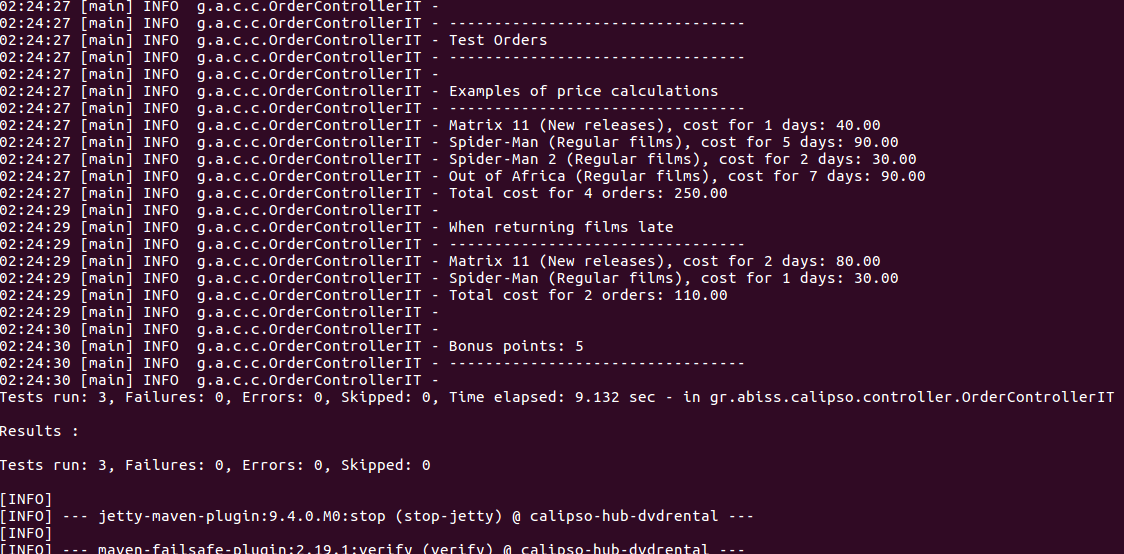 02:24:27 [main] INFO  g.a.c.c.OrderControllerIT -
02:24:27 [main] INFO  g.a.c.c.OrderControllerIT - ---------------------------------
02:24:27 [main] INFO  g.a.c.c.OrderControllerIT - Test Orders
02:24:27 [main] INFO  g.a.c.c.OrderControllerIT - ---------------------------------
02:24:27 [main] INFO  g.a.c.c.OrderControllerIT -
02:24:27 [main] INFO  g.a.c.c.OrderControllerIT - Examples of price calculations
02:24:27 [main] INFO  g.a.c.c.OrderControllerIT - ---------------------------------
02:24:27 [main] INFO  g.a.c.c.OrderControllerIT - Matrix 11 (New releases), cost for 1 days: 40.00
02:24:27 [main] INFO  g.a.c.c.OrderControllerIT - Spider-Man (Regular films), cost for 5 days: 90.00
02:24:27 [main] INFO  g.a.c.c.OrderControllerIT - Spider-Man 2 (Regular films), cost for 2 days: 30.00
02:24:27 [main] INFO  g.a.c.c.OrderControllerIT - Out of Africa (Regular films), cost for 7 days: 90.00
02:24:27 [main] INFO  g.a.c.c.OrderControllerIT - Total cost for 4 orders: 250.00
02:24:29 [main] INFO  g.a.c.c.OrderControllerIT -
02:24:29 [main] INFO  g.a.c.c.OrderControllerIT - When returning films late
02:24:29 [main] INFO  g.a.c.c.OrderControllerIT - ---------------------------------
02:24:29 [main] INFO  g.a.c.c.OrderControllerIT - Matrix 11 (New releases), cost for 2 days: 80.00
02:24:29 [main] INFO  g.a.c.c.OrderControllerIT - Spider-Man (Regular films), cost for 1 days: 30.00
02:24:29 [main] INFO  g.a.c.c.OrderControllerIT - Total cost for 2 orders: 110.00
02:24:29 [main] INFO  g.a.c.c.OrderControllerIT -
02:24:30 [main] INFO  g.a.c.c.OrderControllerIT -
02:24:30 [main] INFO  g.a.c.c.OrderControllerIT - Bonus points: 5
02:24:30 [main] INFO  g.a.c.c.OrderControllerIT - ---------------------------------
02:24:30 [main] INFO  g.a.c.c.OrderControllerIT -
Tests run: 3, Failures: 0, Errors: 0, Skipped: 0, Time elapsed: 9.132 sec - in gr.abiss.calipso.controller.OrderControllerIT
Results :
Tests run: 3, Failures: 0, Errors: 0, Skipped: 0
[INFO]
[INFO] --- jetty-maven-plugin:9.4.0.M0:stop (stop-jetty) @ calipso-hub-dvdrental ---
[INFO]
[INFO] --- maven-failsafe-plugin:2.19.1:verify (verify) @ calipso-hub-dvdrental ---